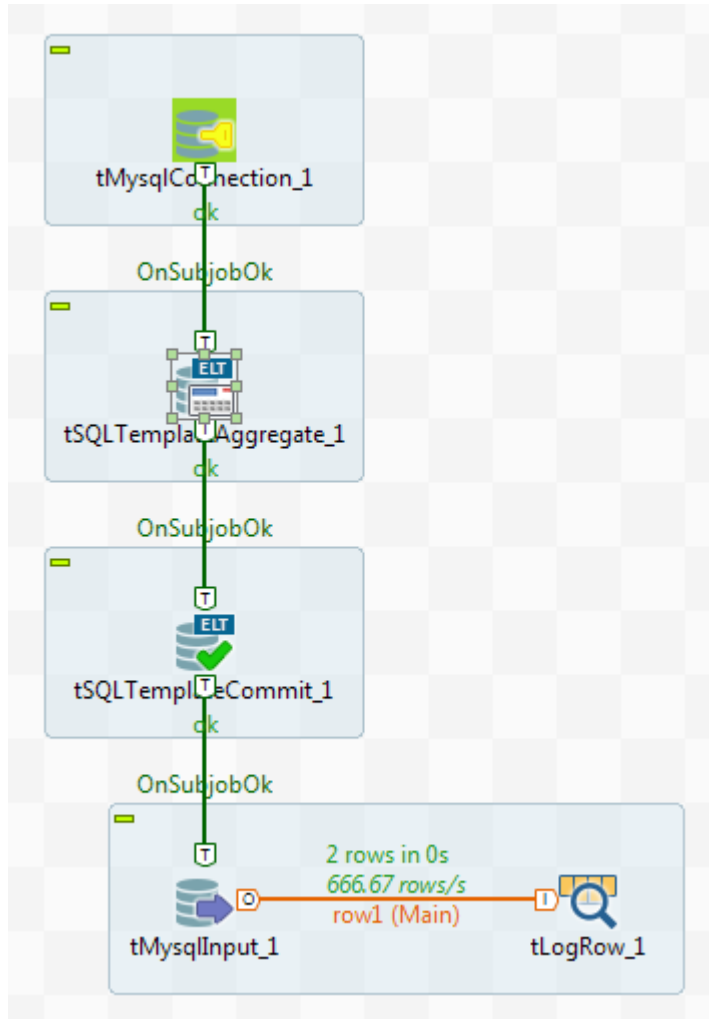 tMysqlConnection_1
ok
OnSubjobOk
T
ELT
tSQLTemplateAggregate_1
ok
OnSubjobOk
T
ELT
tSQLTemplateCommit_1
ok
OnSubjobOk
T
2 rows in 0s
666.67 rows/s
O
I
row1 (Main)
tMysqlInput_1
tLogRow_1